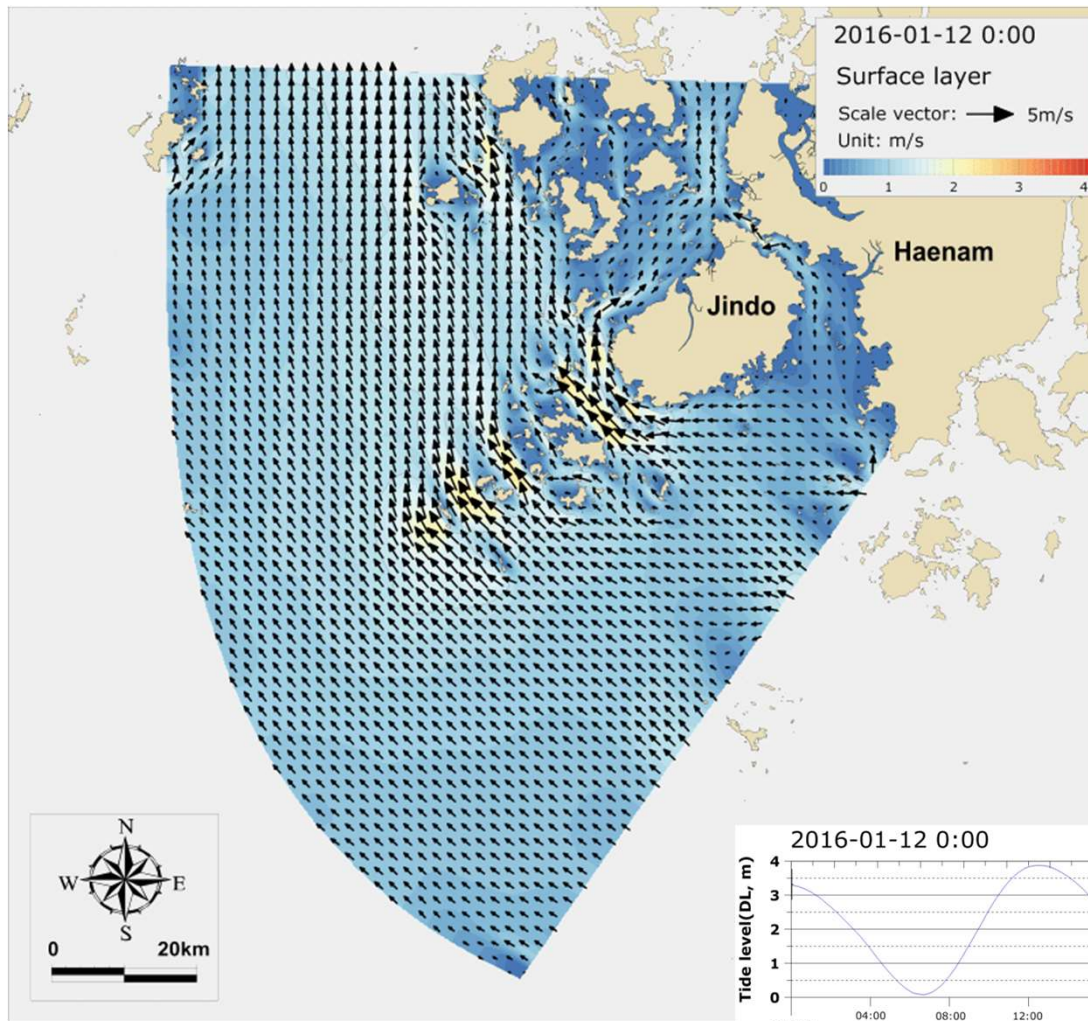 2016-01-12 0:00
Surface layer
Scale vector: 5m/s
Unit: m/s
0 1 2 3 4
Haenam
Jindo
N
W E
S
0 20km
2016-01-12 0:00
Tide level(DL, m)
4
3
2
1
0
04:00 08:00 12:00